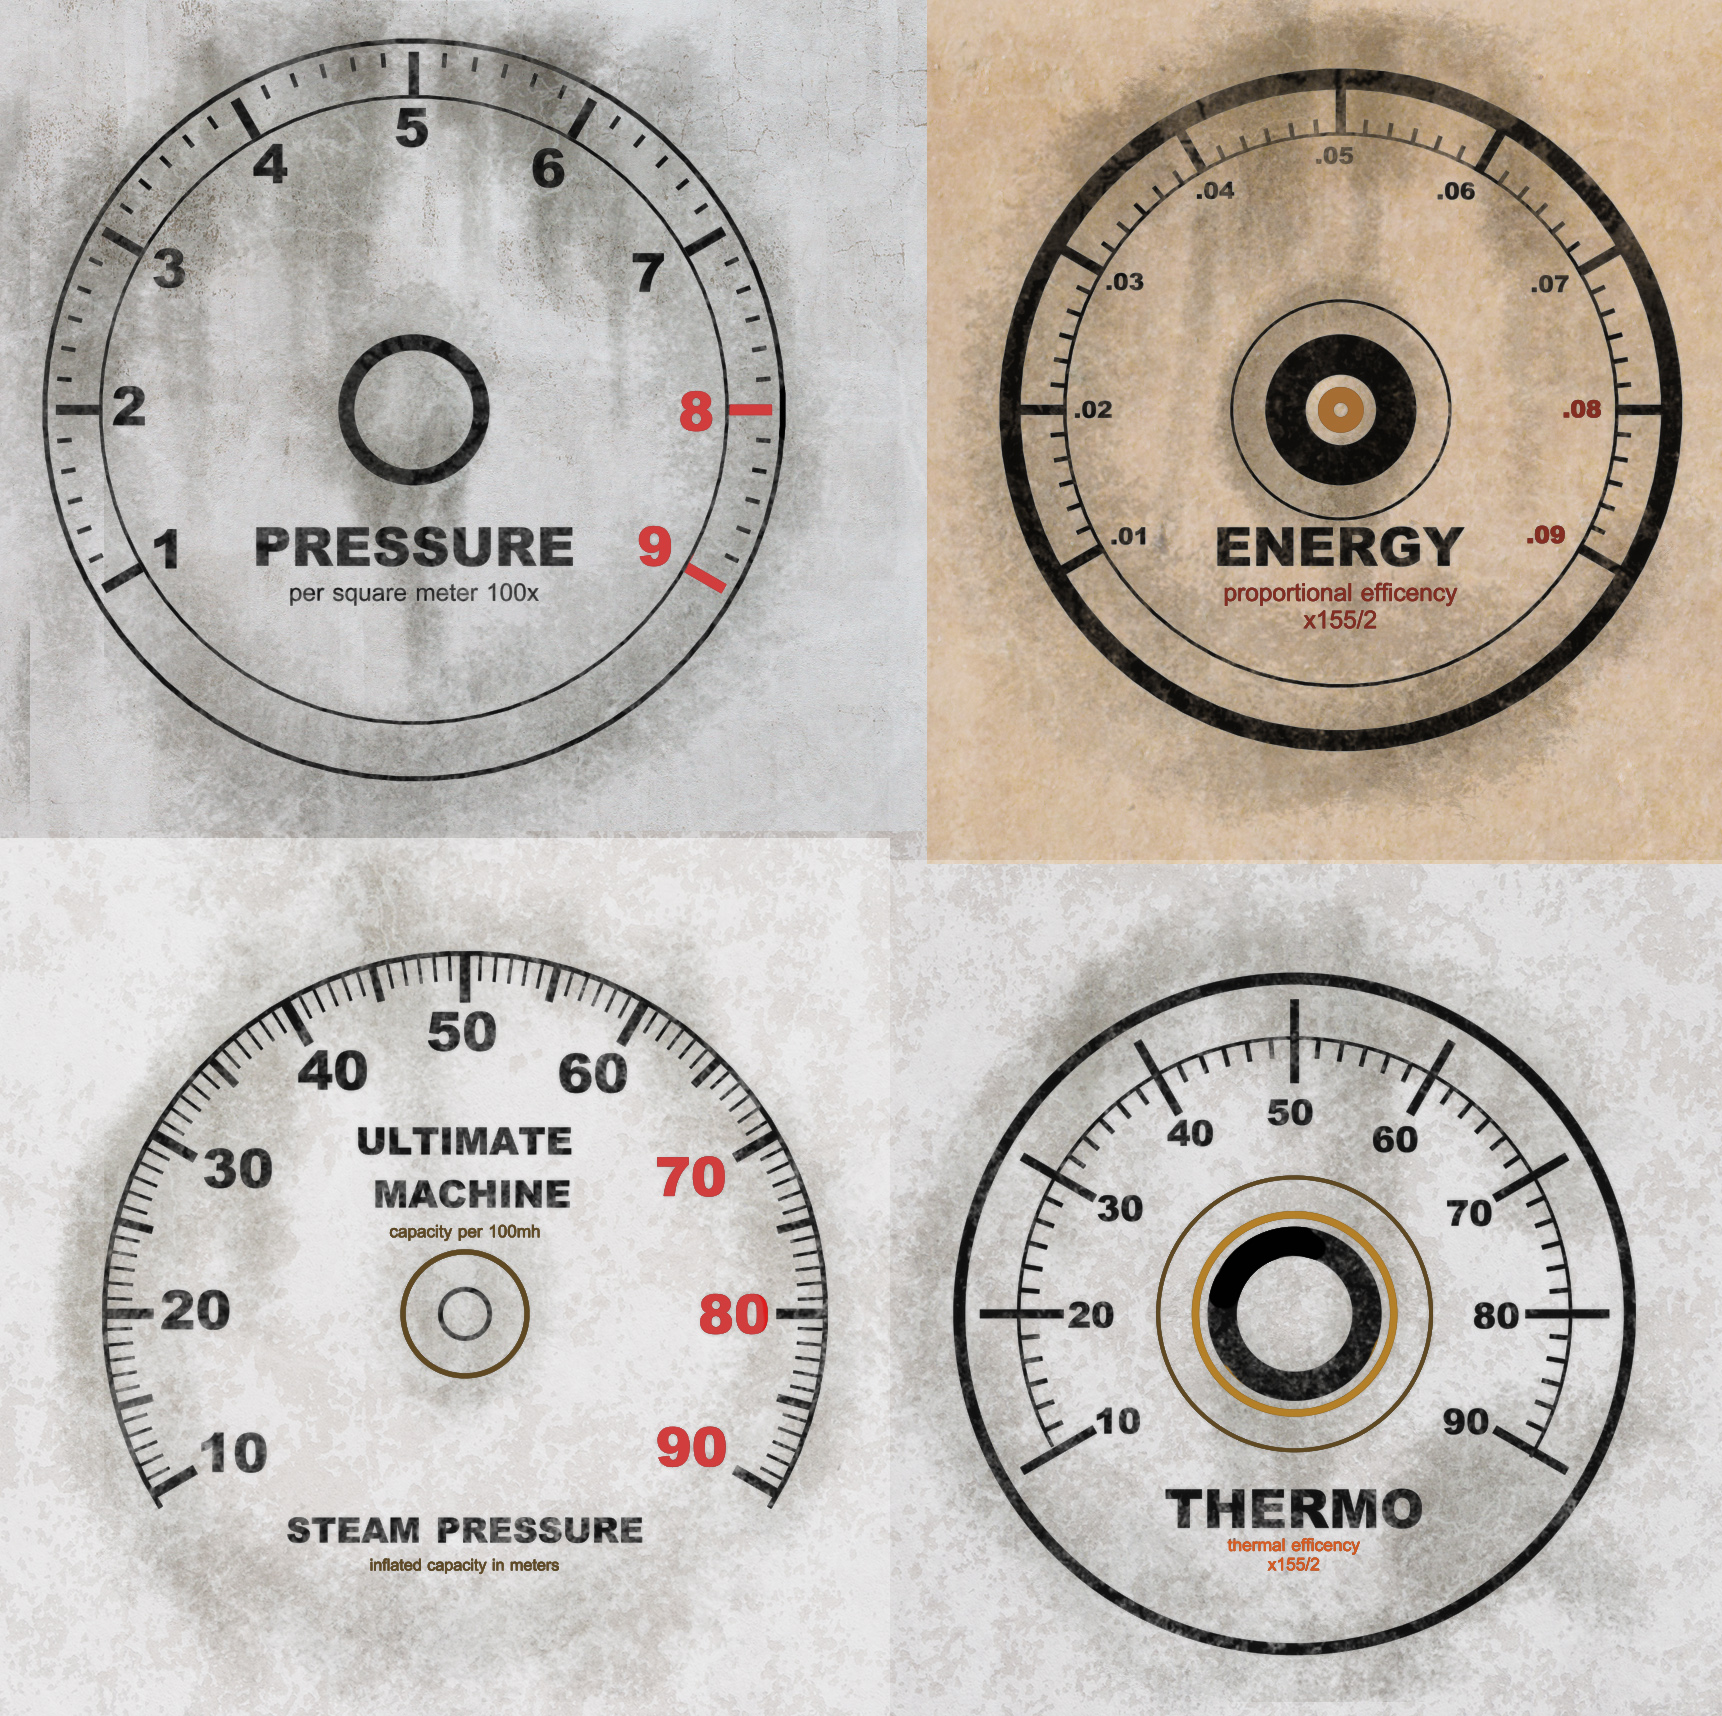 1
2
3
4
5
6
7
8
9
PRESSURE
per square meter 100x
.01
.02
.03
.04
.05
.06
.07
.08
.09
ENERGY
proportional efficency
x155/2
10
20
30
40
50
60
70
80
90
ULTIMATE
MACHINE
capacity per 100mh
STEAM PRESSURE
inflated capacity in meters
10
20
30
40
50
60
70
80
90
THERMO
thermal efficency
x155/2